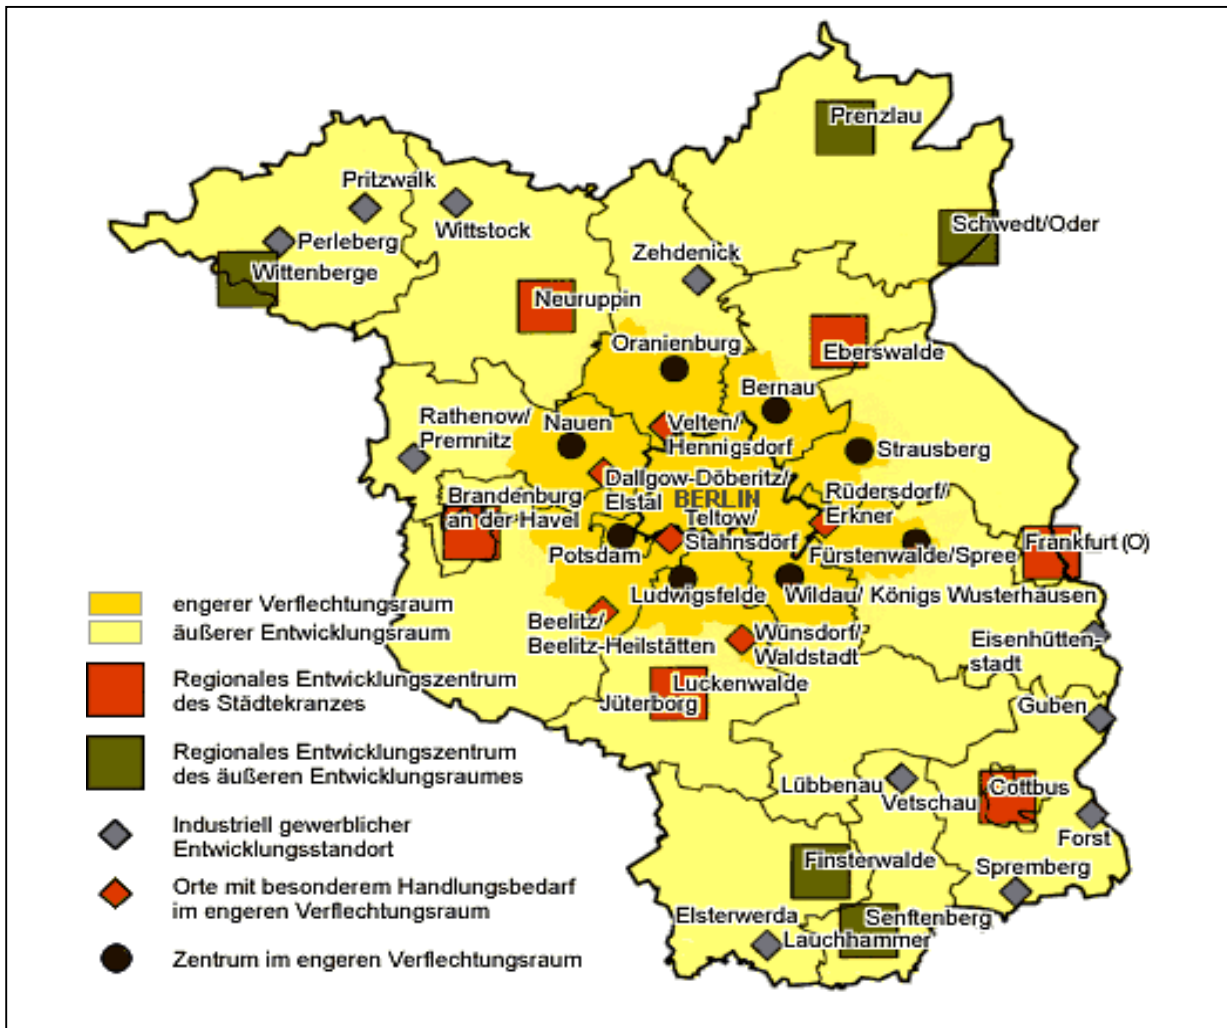 Prenzlau
Pritzwalk
Wittstock
Schwedt/Oder
Perleberg
Zehdenick
Wittenberge
Neuruppin
Oranienburg
Eberswalde
Bernau
Rathenow/
Premnitz
Nauen
Velten/
Hennigsdorf
Strausberg
Dallgow-Döberitz/
Elstal
BERLIN
Rüdersdorf/
Erkner
Brandenburg
an der Havel
Teltow/
Stahnsdorf
Potsdam
Fürstenwalde/Spree
Frankfurt (O)
Ludwigsfelde
Wildau/ Königs Wusterhausen
engerer Verflechtungsraum
äußerer Entwicklungsraum
Beelitz/
Beelitz-Heilstätten
Wünsdorf/
Waldstadt
Eisenhütten-
stadt
Regionales Entwicklungszentrum
des Städtekranzes
Luckenwalde
Jüterborg
Guben
Regionales Entwicklungszentrum
des äußeren Entwicklungsraumes
Lübbenau
Vetschau
Cottbus
Industriell gewerblicher
Entwicklungsstandort
Forst
Finsterwalde
Spremberg
Orte mit besonderem Handlungsbedarf
im engeren Verflechtungsraum
Elsterwerda
Senftenberg
Lauchhammer
Zentrum im engeren Verflechtungsraum